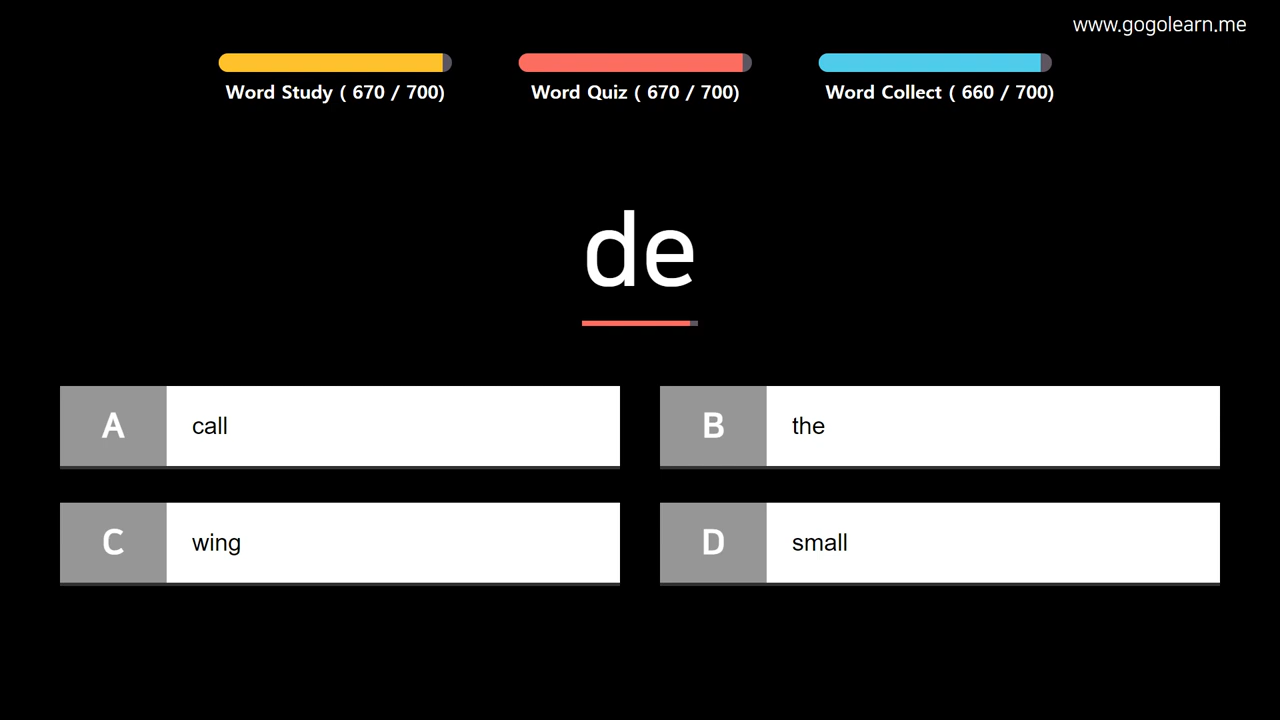 www.gogolearn.me
Word Study ( 670 / 700)
Word Quiz ( 670 / 700)
Word Collect ( 660 / 700)
de
A
call
B
the
C
wing
D
small